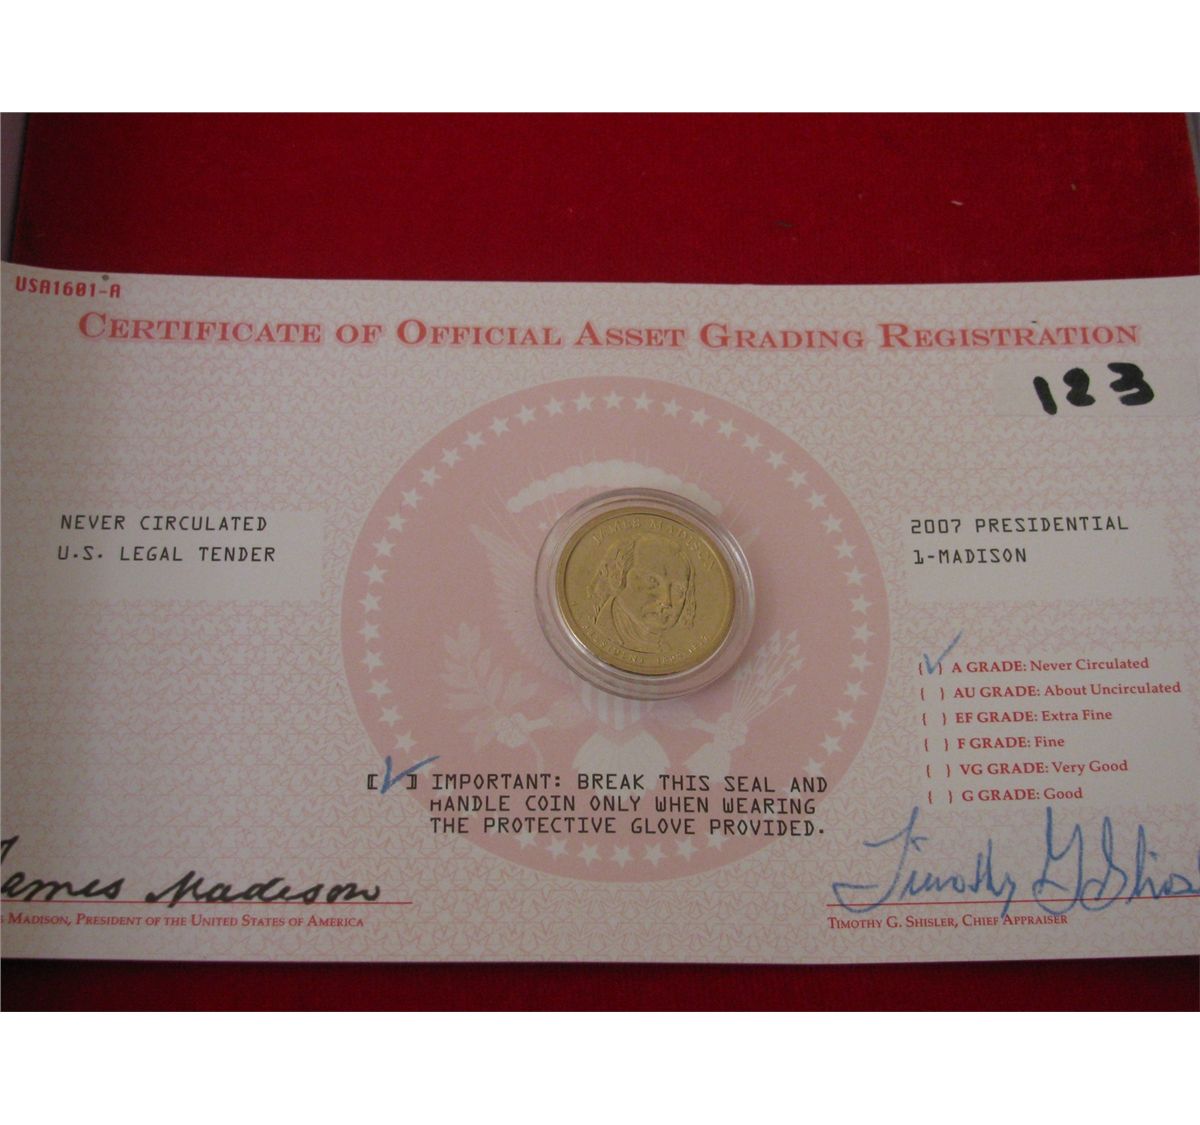 USA1601-A
CERTIFICATE OF OFFICIAL ASSET GRADING REGISTRATION
123
NEVER CIRCULATED
U.S. LEGAL TENDER
2007 PRESIDENTIAL
1-MADISON
JAMES MADISON
PRESIDENT
{ } A GRADE: Never Circulated
{ } AU GRADE: About Uncirculated
{ } EF GRADE: Extra Fine
{ } F GRADE: Fine
{ } VG GRADE: Very Good
{ } G GRADE: Good
[ ] IMPORTANT: BREAK THIS SEAL AND
HANDLE COIN ONLY WHEN WEARING
THE PROTECTIVE GLOVE PROVIDED.
James Madison
S MADISON, PRESIDENT OF THE UNITED STATES OF AMERICA
Timothy G Shis
TIMOTHY G. SHISLER, CHIEF APPRAISER